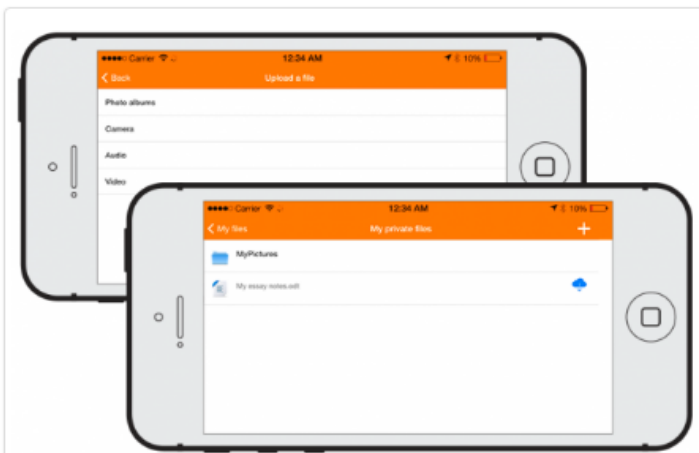 Carrier
12:34 AM
10%
Back
Upload a file
Photo albums
Camera
Audio
Video
Carrier
12:34 AM
10%
My files
My private files
+
MyPictures
My essay notes.odt